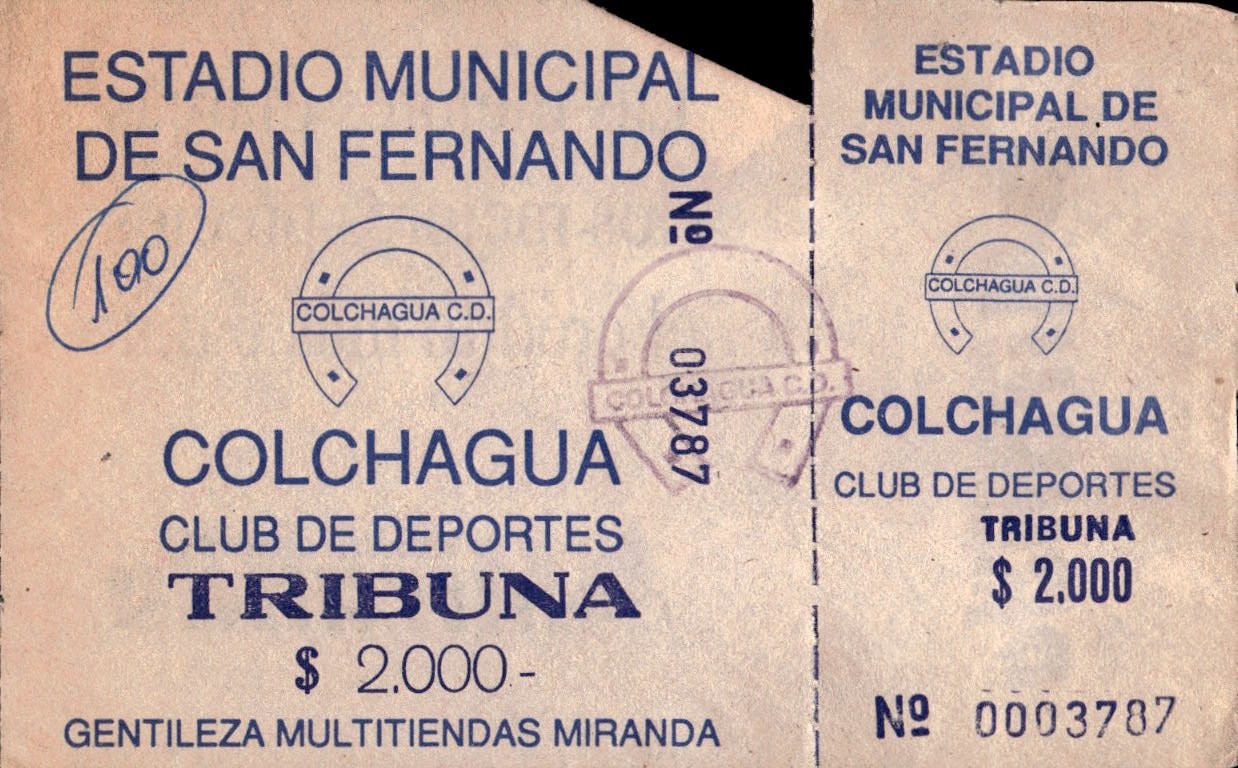 ESTADIO MUNICIPAL
DE SAN FERNANDO
100
COLCHAGUA C.D.
COLCHAGUA
CLUB DE DEPORTES
TRIBUNA
$ 2.000-
GENTILEZA MULTITIENDAS MIRANDA
Nº 03787
COLCHAGUA C.D.
ESTADIO
MUNICIPAL DE
SAN FERNANDO
COLCHAGUA C.D.
COLCHAGUA
CLUB DE DEPORTES
TRIBUNA
$ 2.000
Nº 0003787